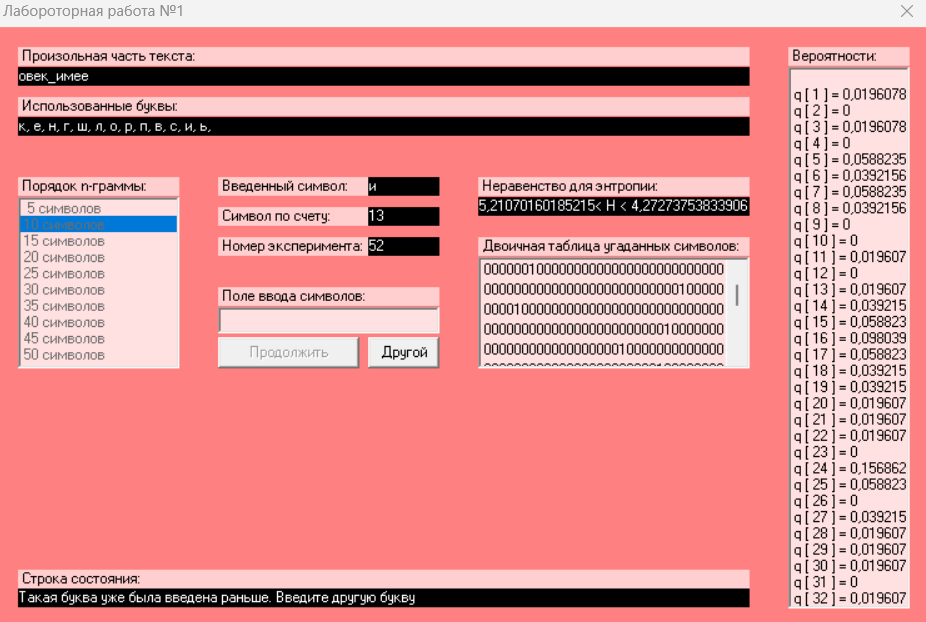 Лабороторная работа №1
Произольная часть текста:
овек_имее
Использованные буквы:
к, е, н, г, ш, л, о, р, п, в, с, и, ь,
Порядок n-граммы:
5 символов
10 символов
15 символов
20 символов
25 символов
30 символов
35 символов
40 символов
45 символов
50 символов
Введенный символ: и
Символ по счету: 13
Номер эксперимента: 52
Поле ввода символов:
Продолжить
Другой
Неравенство для энтропии:
5,21070160185215< H < 4,27273753833906
Двоичная таблица угаданных символов:
00000010000000000000000000000000
00000000000000000000000000100000
00001000000000000000000000000000
00000000000000000000000010000000
00000000000000000010000000000000
Строка состояния:
Такая буква уже была введена раньше. Введите другую букву
Вероятности:
q [ 1 ] = 0,0196078
q [ 2 ] = 0
q [ 3 ] = 0,0196078
q [ 4 ] = 0
q [ 5 ] = 0,0588235
q [ 6 ] = 0,0392156
q [ 7 ] = 0,0588235
q [ 8 ] = 0,0392156
q [ 9 ] = 0
q [ 10 ] = 0
q [ 11 ] = 0,019607
q [ 12 ] = 0
q [ 13 ] = 0,019607
q [ 14 ] = 0,039215
q [ 15 ] = 0,058823
q [ 16 ] = 0,098039
q [ 17 ] = 0,058823
q [ 18 ] = 0,039215
q [ 19 ] = 0,039215
q [ 20 ] = 0,019607
q [ 21 ] = 0,019607
q [ 22 ] = 0,019607
q [ 23 ] = 0
q [ 24 ] = 0,156862
q [ 25 ] = 0,058823
q [ 26 ] = 0
q [ 27 ] = 0,039215
q [ 28 ] = 0,019607
q [ 29 ] = 0,019607
q [ 30 ] = 0,019607
q [ 31 ] = 0
q [ 32 ] = 0,019607